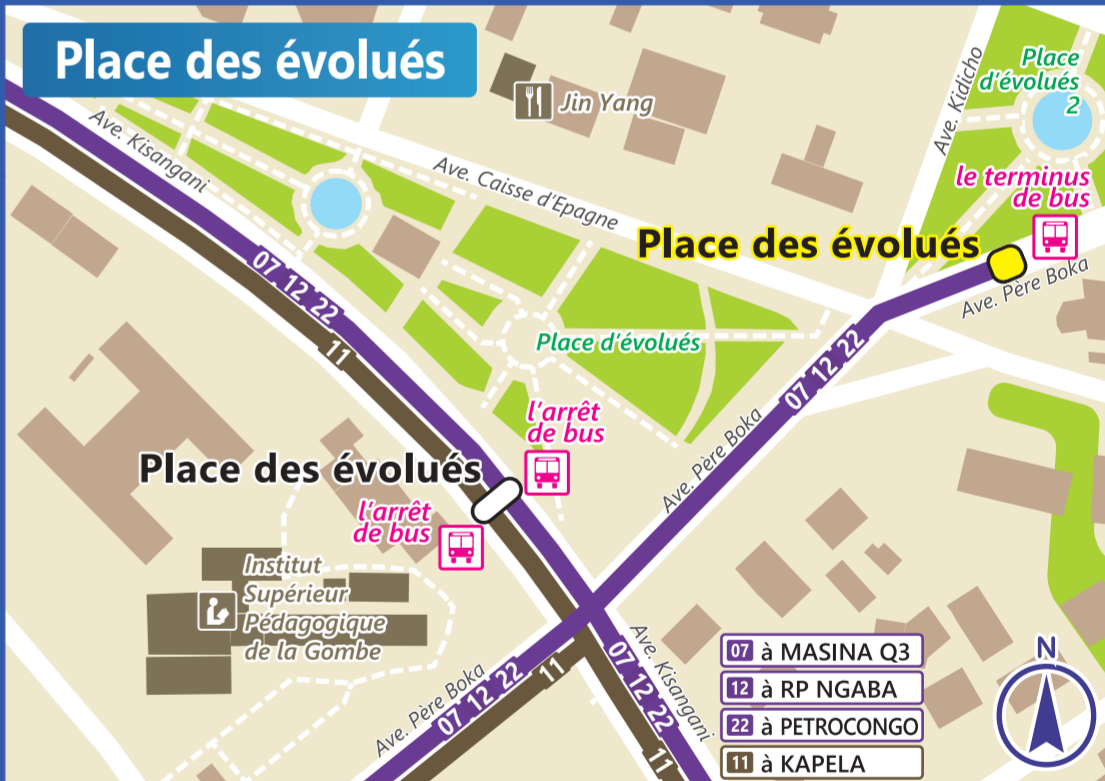 Place des évolués
Jin Yang
Ave. Kidicho
Place
d'évolués
2
Ave. Kisangani
Ave. Caisse d'Epagne
le terminus
de bus
Place des évolués
Ave. Père Boka
07 12 22
11
Place d'évolués
07 12 22
l'arrêt
de bus
Ave. Père Boka
Place des évolués
l'arrêt
de bus
Institut
Supérieur
Pédagogique
de la Gombe
Ave. Père Boka
07 12 22
11
07 12 22
Ave. Kisangani
11
07 à MASINA Q3
12 à RP NGABA
22 à PETROCONGO
11 à KAPELA
N